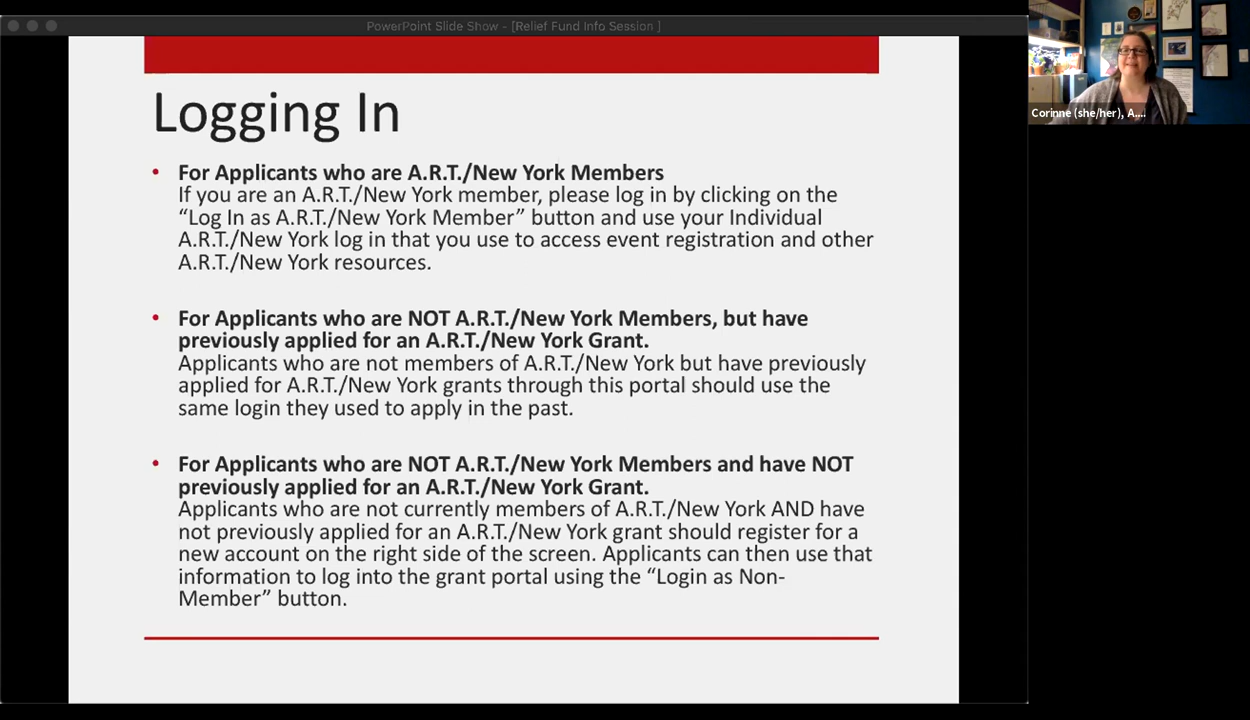 PowerPoint Slide Show - [Relief Fund Info Session ]
Logging In
• For Applicants who are A.R.T./New York Members
If you are an A.R.T./New York member, please log in by clicking on the
“Log In as A.R.T./New York Member” button and use your Individual
A.R.T./New York log in that you use to access event registration and other
A.R.T./New York resources.
• For Applicants who are NOT A.R.T./New York Members, but have
previously applied for an A.R.T./New York Grant.
Applicants who are not members of A.R.T./New York but have previously
applied for A.R.T./New York grants through this portal should use the
same login they used to apply in the past.
• For Applicants who are NOT A.R.T./New York Members and have NOT
previously applied for an A.R.T./New York Grant.
Applicants who are not currently members of A.R.T./New York AND have
not previously applied for an A.R.T./New York grant should register for a
new account on the right side of the screen. Applicants can then use that
information to log into the grant portal using the “Login as Non-
Member” button.
Corinne (she/her), A....